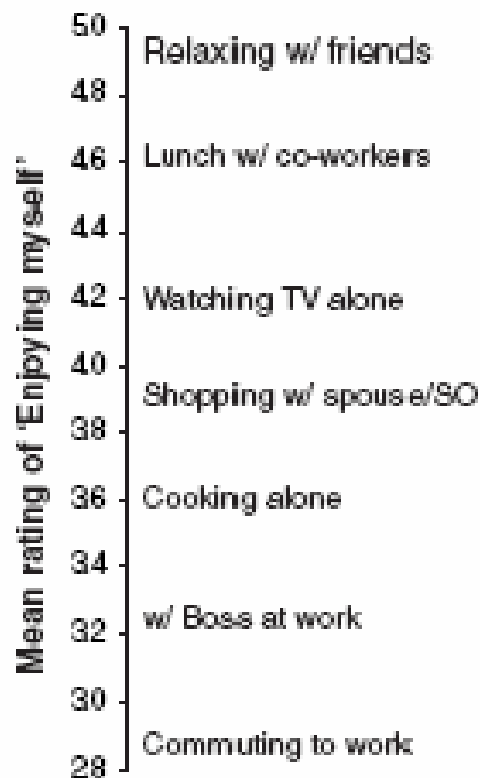 Mean rating of 'Enjoying myself'
50
Relaxing w/ friends
48
46
Lunch w/ co-workers
44
42
Watching TV alone
40
Shopping w/ spouse/SO
38
36
Cooking alone
34
w/ Boss at work
32
30
Commuting to work
28